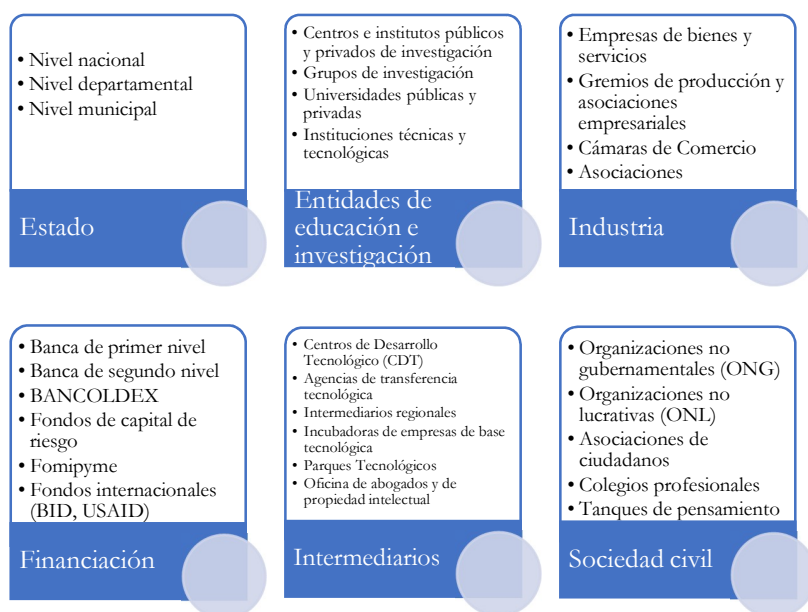 • Nivel nacional
• Nivel departamental
• Nivel municipal
Estado
• Centros e institutos públicos
y privados de investigación
• Grupos de investigación
• Universidades públicas y
privadas
• Instituciones técnicas y
tecnológicas
Entidades de
educación e
investigación
• Empresas de bienes y
servicios
• Gremios de producción y
asociaciones
empresariales
• Cámaras de Comercio
• Asociaciones
Industria
• Banca de primer nivel
• Banca de segundo nivel
• BANCOLDEX
• Fondos de capital de
riesgo
• Fomipyme
• Fondos internacionales
(BID, USAID)
Financiación
• Centros de Desarrollo
Tecnológico (CDT)
• Agencias de transferencia
tecnológica
• Intermediarios regionales
• Incubadoras de empresas de base
tecnológica
• Parques Tecnológicos
• Oficina de abogados y de
propiedad intelectual
Intermediarios
• Organizaciones no
gubernamentales (ONG)
• Organizaciones no
lucrativas (ONL)
• Asociaciones de
ciudadanos
• Colegios profesionales
• Tanques de pensamiento
Sociedad civil